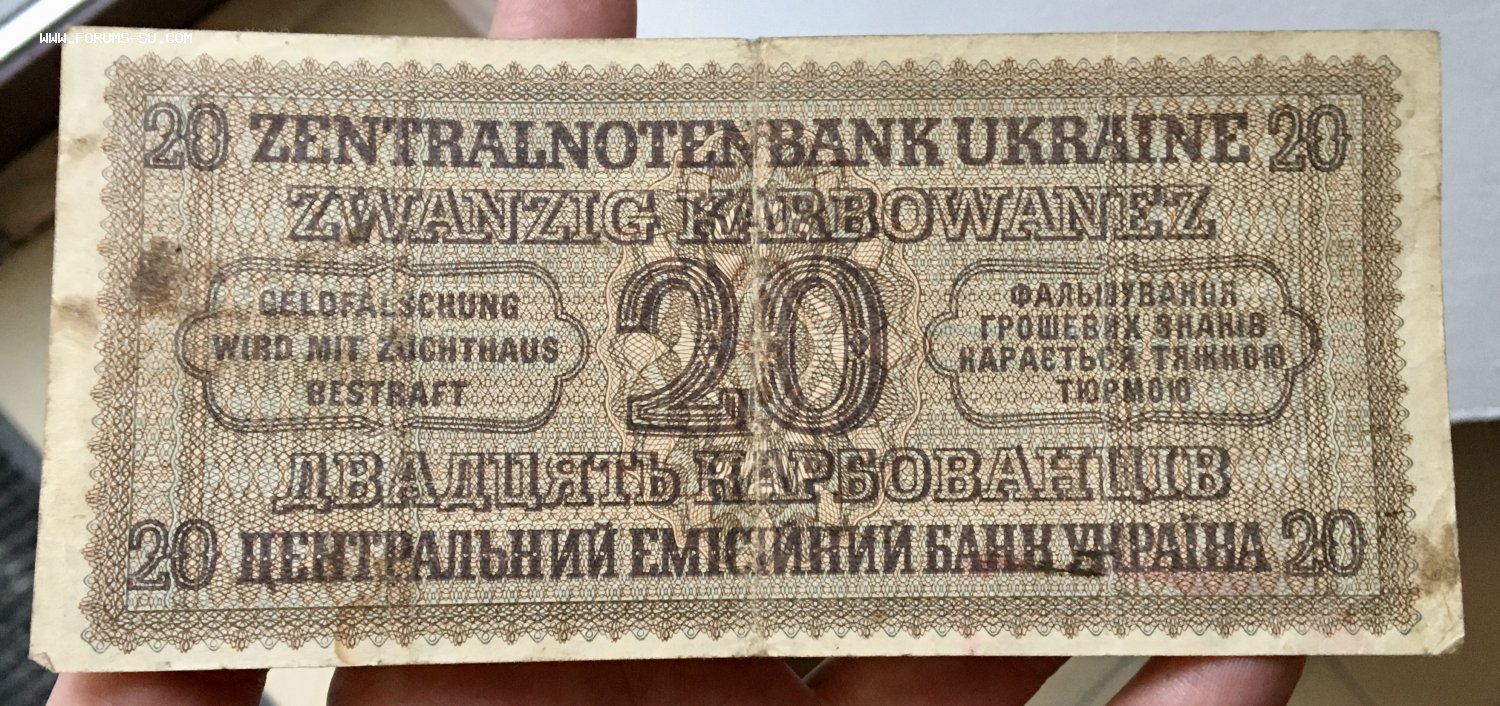 WWW.FORUMS-SU.COM
20 ZENTRALNOTENBANK UKRAINE 20
ZWANZIG KARBOWANEZ
GELDFÄLSCHUNG
WIRD MIT ZUCHTHAUS
BESTRAFT
20
ФАЛЬШУВАННЯ
ГРОШЕВИХ ЗНАКІВ
КАРАЄТЬСЯ ТЯЖКОЮ
ТЮРМОЮ
ДВАДЦЯТЬ КАРБОВАНЦІВ
20 ЦЕНТРАЛЬНИЙ ЕМІСІЙНИЙ БАНК УКРАЇНА 20